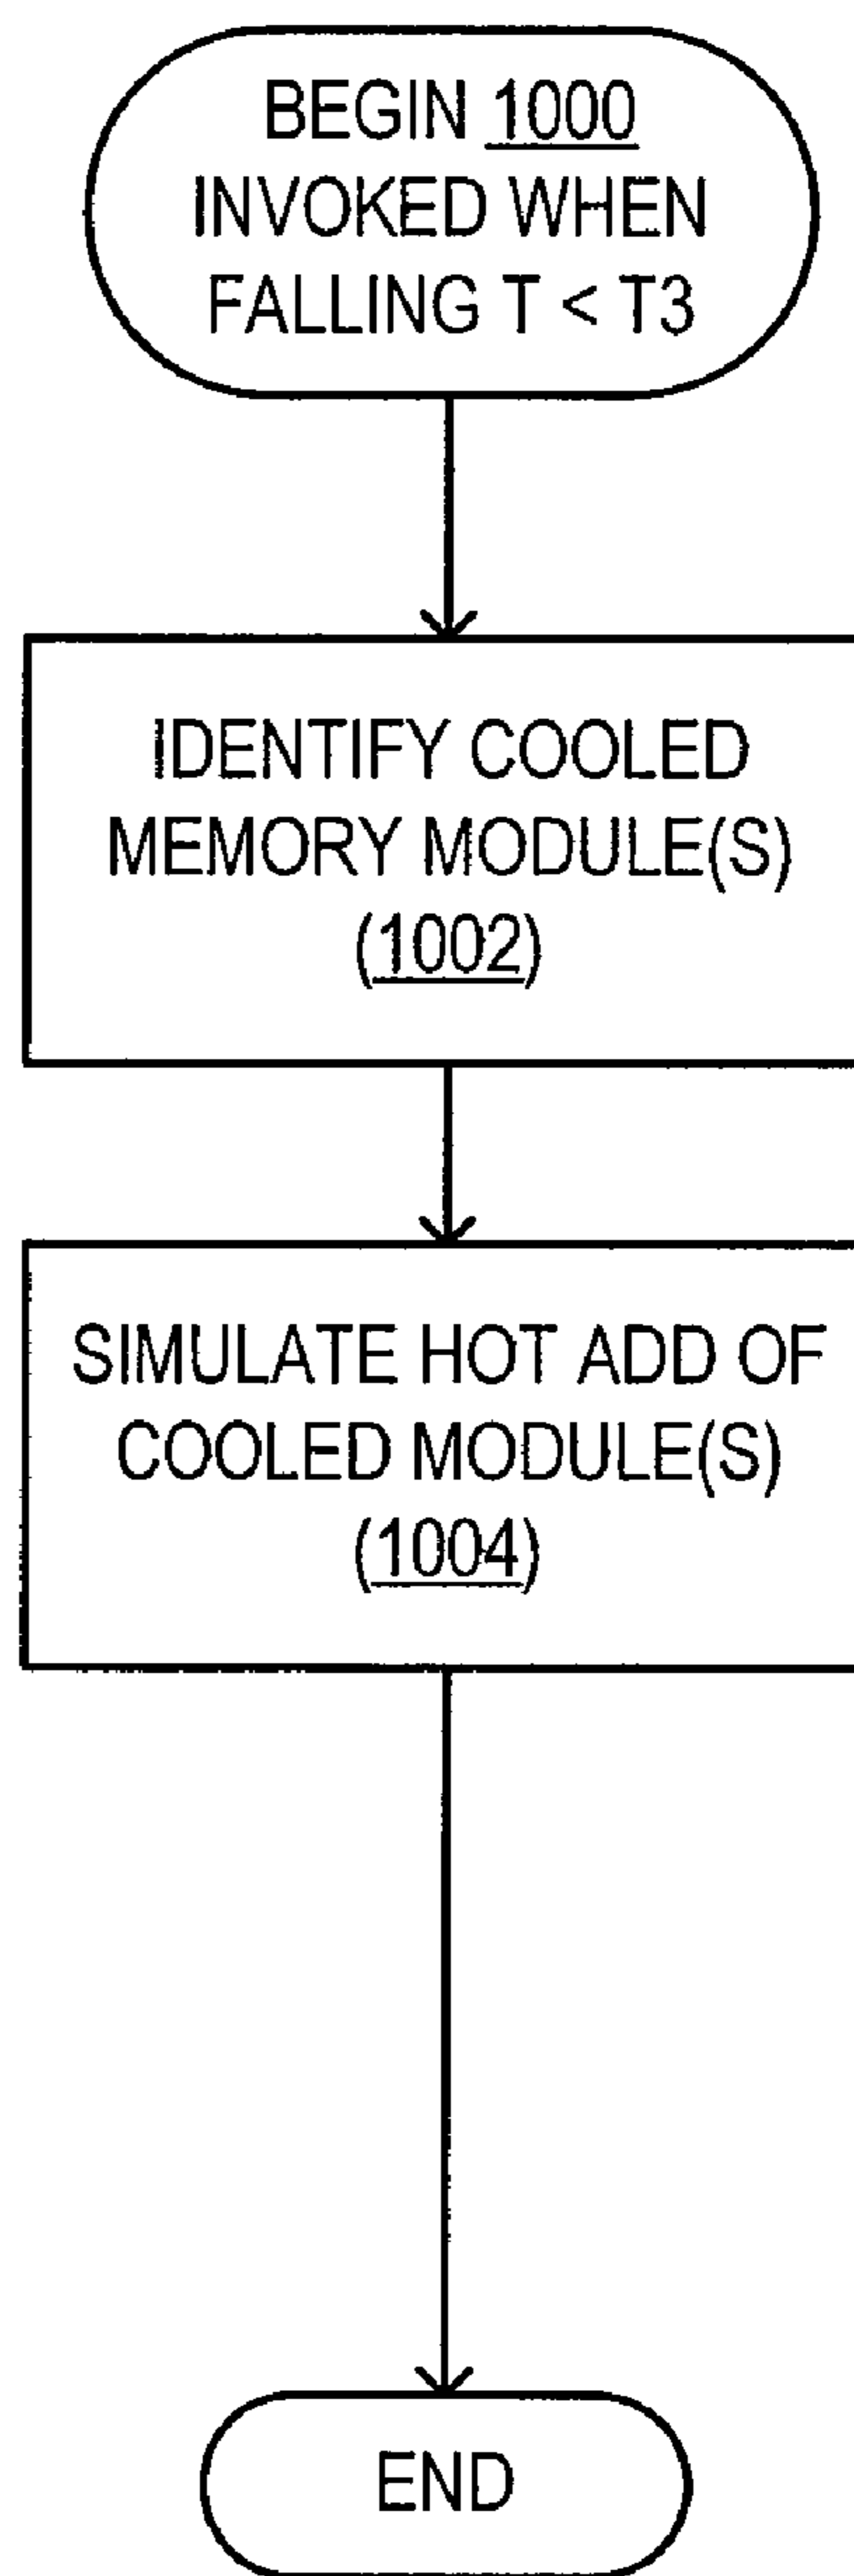 BEGIN 1000
INVOKED WHEN
FALLING T < T3
IDENTIFY COOLED
MEMORY MODULE(S)
(1002)
SIMULATE HOT ADD OF
COOLED MODULE(S)
(1004)
END